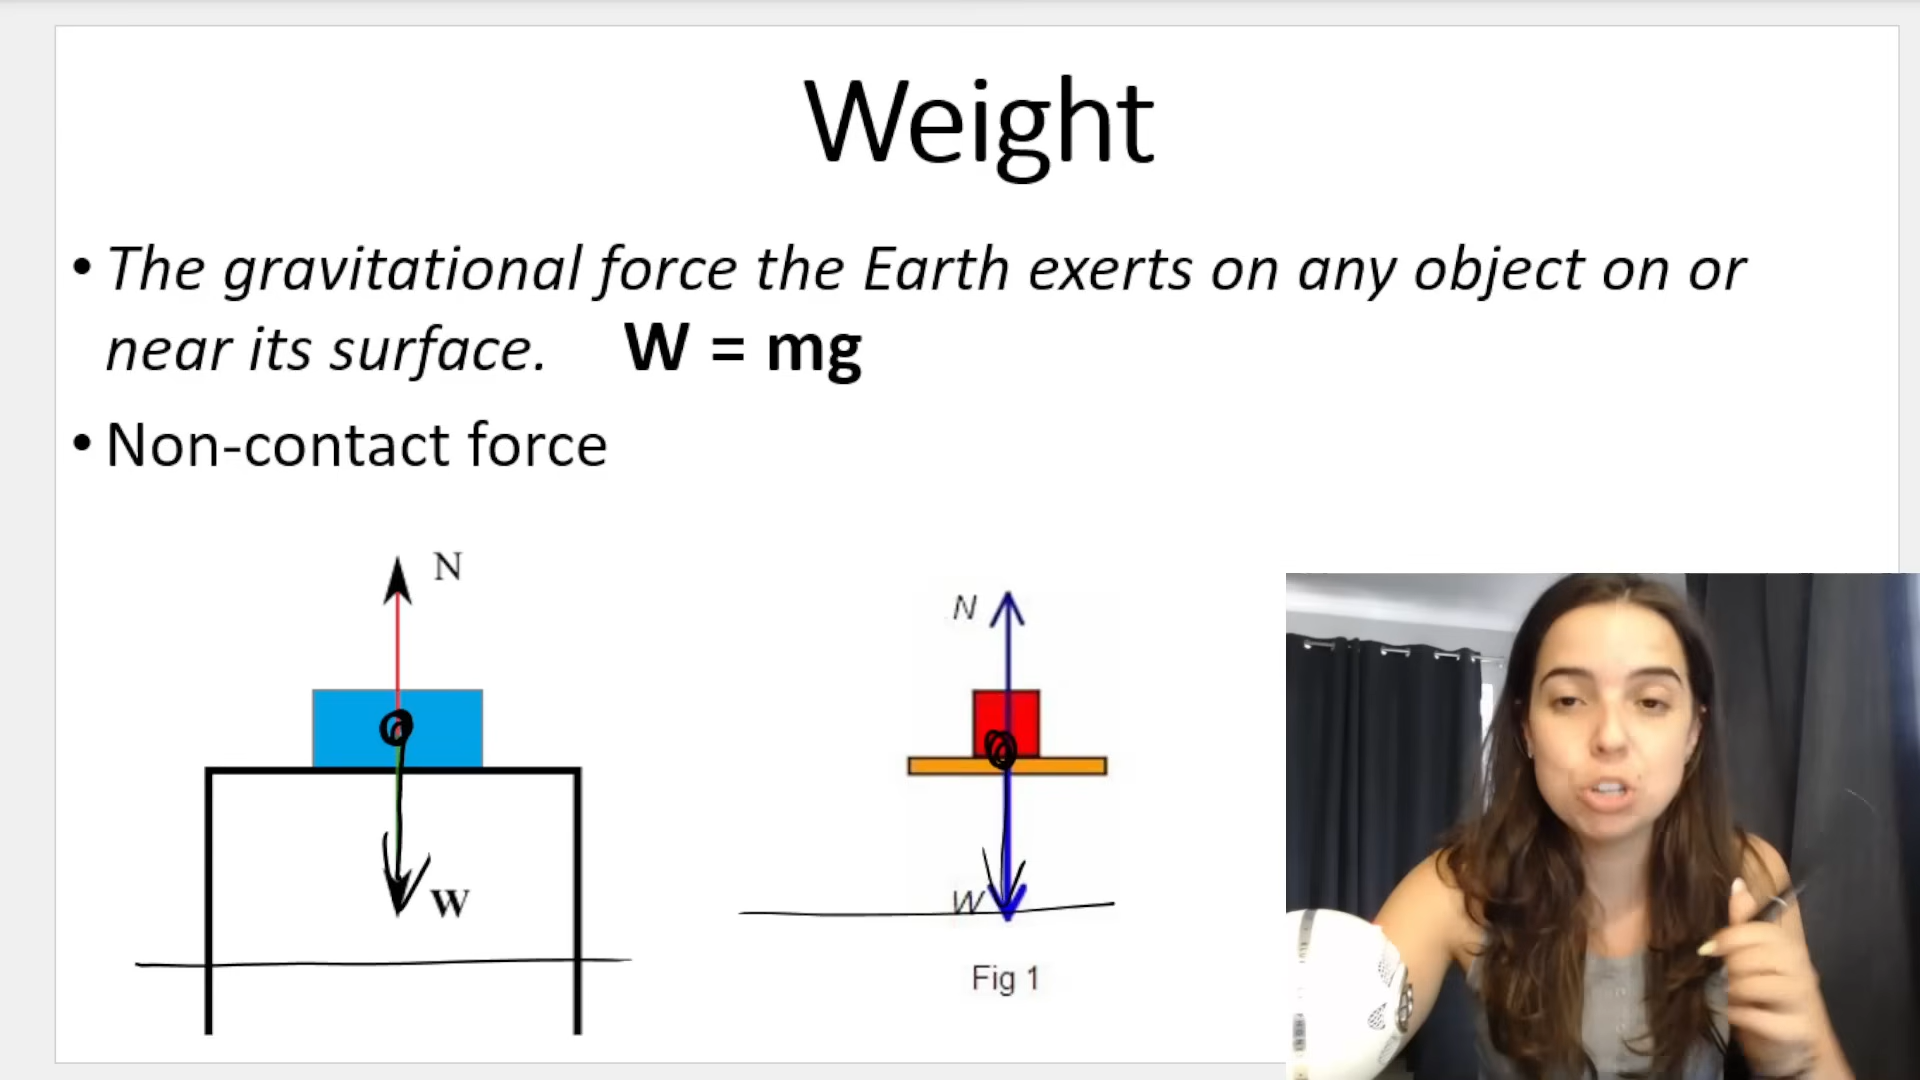 Weight
• The gravitational force the Earth exerts on any object on or
near its surface. W = mg
• Non-contact force
N
W
N
W
Fig 1